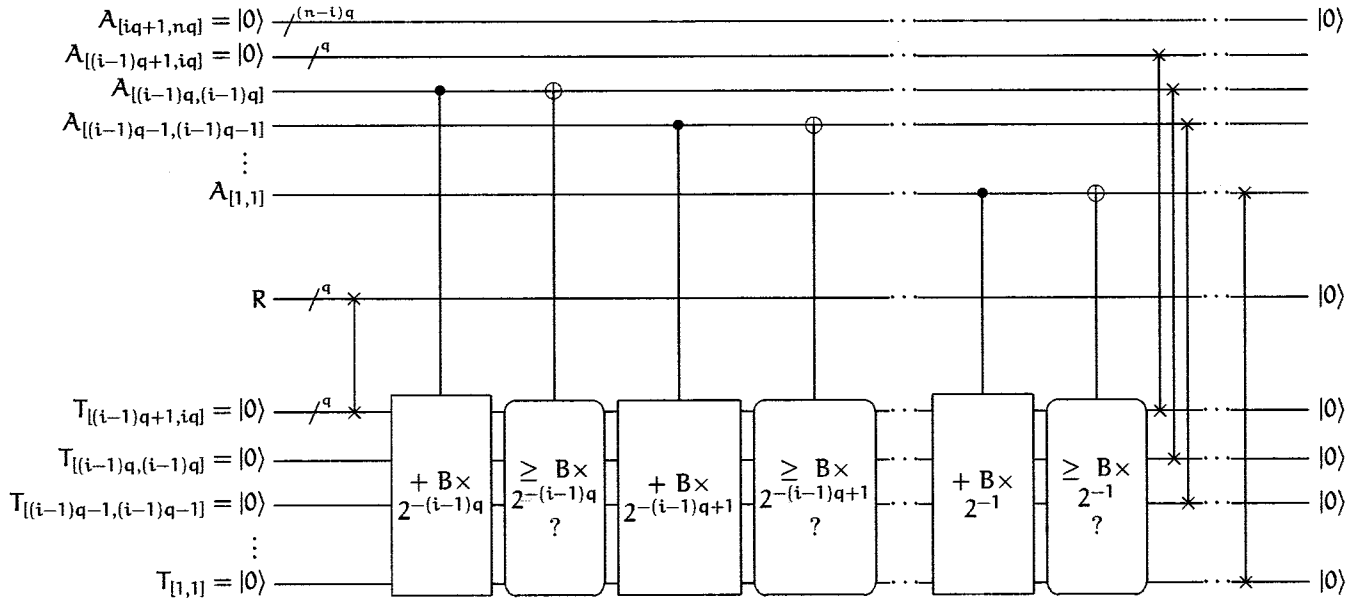 A[iq+1,nq] = |0⟩ (n−i)q ··· ··· |0⟩
A[(i−1)q+1,iq] = |0⟩ q ··· ···
A[(i−1)q,(i−1)q] ··· ···
A[(i−1)q−1,(i−1)q−1] ··· ···
⋮
A[1,1] ··· ···
R q ··· ··· |0⟩
T[(i−1)q+1,iq] = |0⟩ q ··· ··· |0⟩
T[(i−1)q,(i−1)q] = |0⟩ ··· ··· |0⟩
T[(i−1)q−1,(i−1)q−1] = |0⟩ ··· ··· |0⟩
⋮
T[1,1] = |0⟩ ··· ··· |0⟩
+ B×
2−(i−1)q
≥ B×
2−(i−1)q
?
+ B×
2−(i−1)q+1
≥ B×
2−(i−1)q+1
?
+ B×
2−1
≥ B×
2−1
?